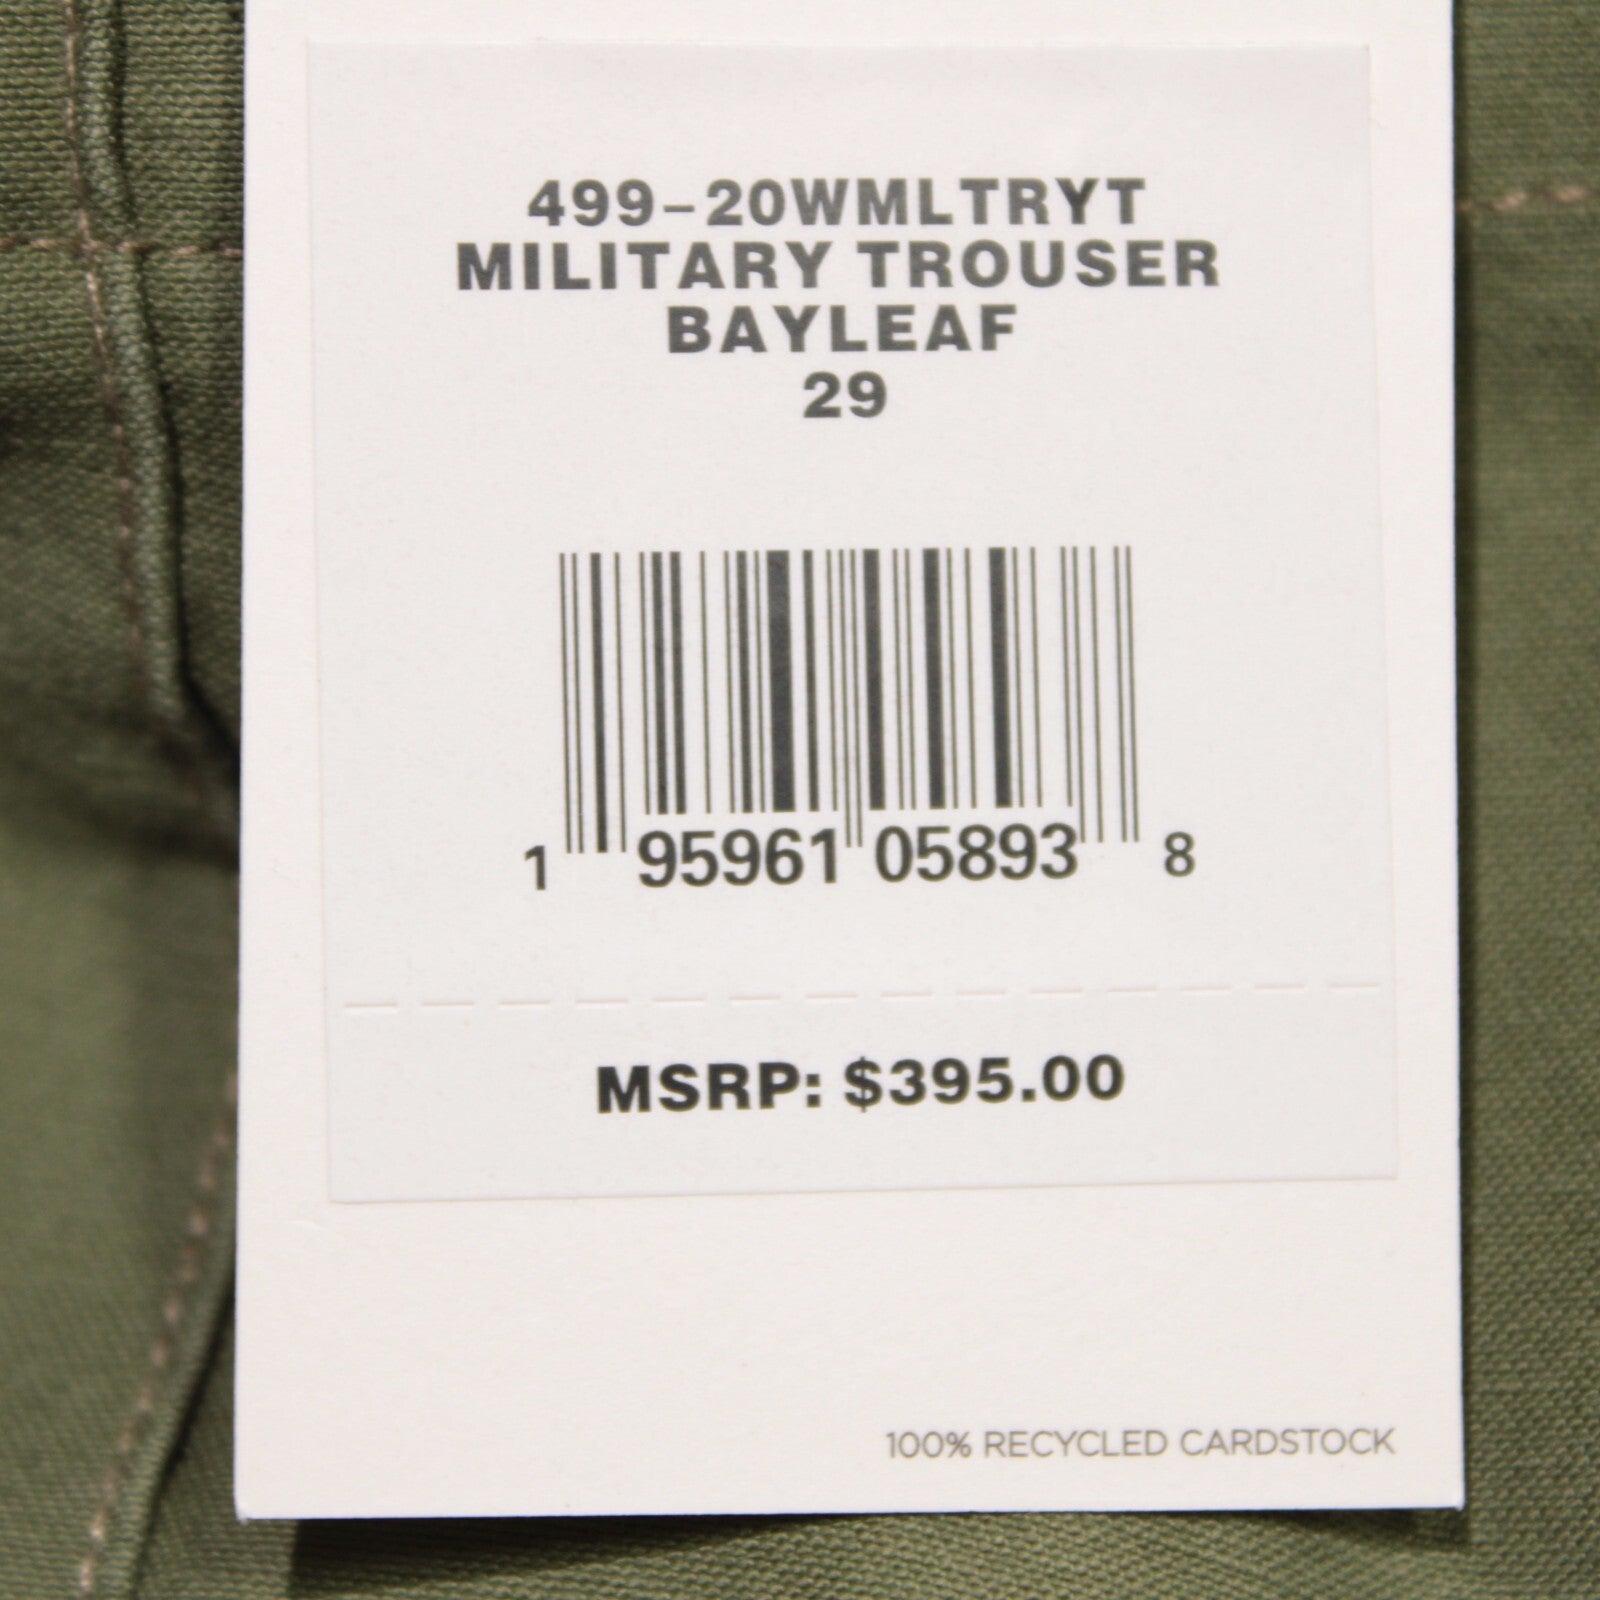 499-20WMLTRYT
MILITARY TROUSER
BAYLEAF
29
1 95961 05893 8
MSRP: $395.00
100% RECYCLED CARDSTOCK